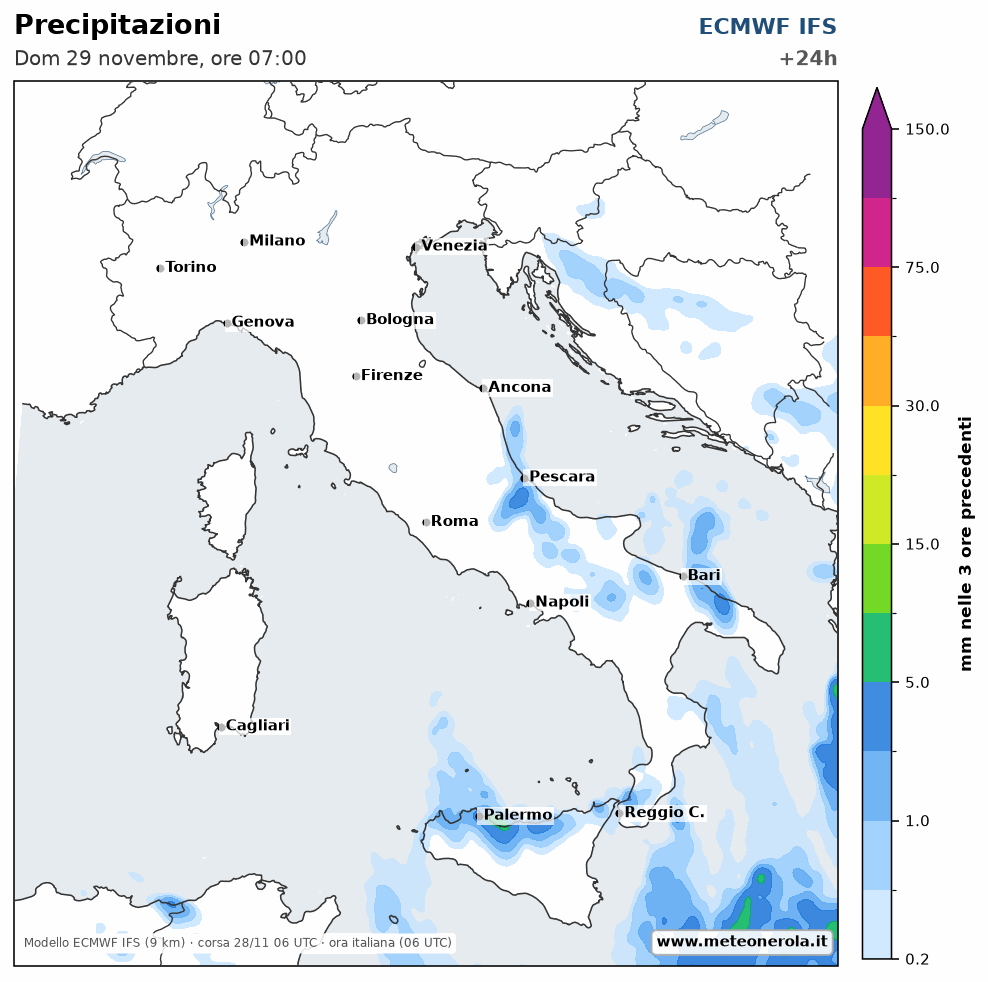 Precipitazioni
ECMWF IFS
Dom 29 novembre, ore 07:00
+24h
150.0
75.0
30.0
15.0
5.0
1.0
0.2
mm nelle 3 ore precedenti
Milano
Venezia
Torino
Genova
Bologna
Firenze
Ancona
Pescara
Roma
Bari
Napoli
Cagliari
Palermo
Reggio C.
Modello ECMWF IFS (9 km) · corsa 28/11 06 UTC · ora italiana (06 UTC)
www.meteonerola.it